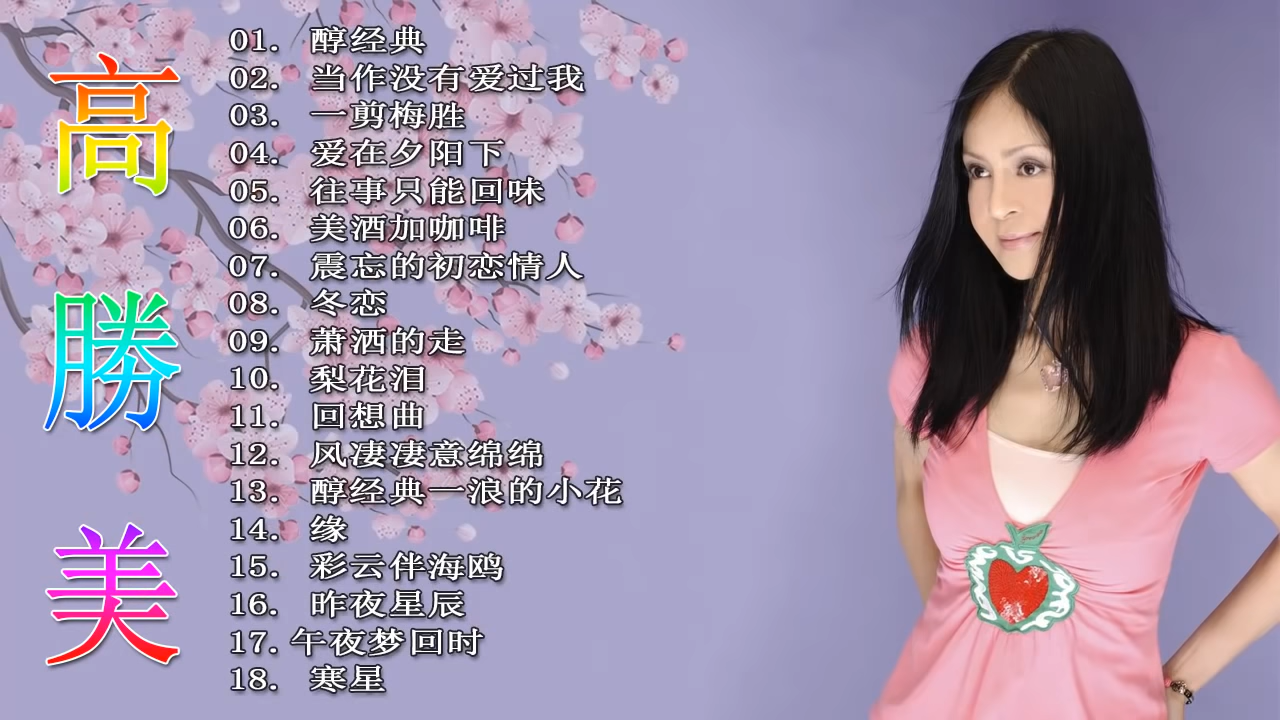 高勝美
01. 醇经典
02. 当作没有爱过我
03. 一剪梅胜
04. 爱在夕阳下
05. 往事只能回味
06. 美酒加咖啡
07. 震忘的初恋情人
08. 冬恋
09. 萧洒的走
10. 梨花泪
11. 回想曲
12. 风凄凄意绵绵
13. 醇经典一浪的小花
14. 缘
15. 彩云伴海鸥
16. 昨夜星辰
17. 午夜梦回时
18. 寒星